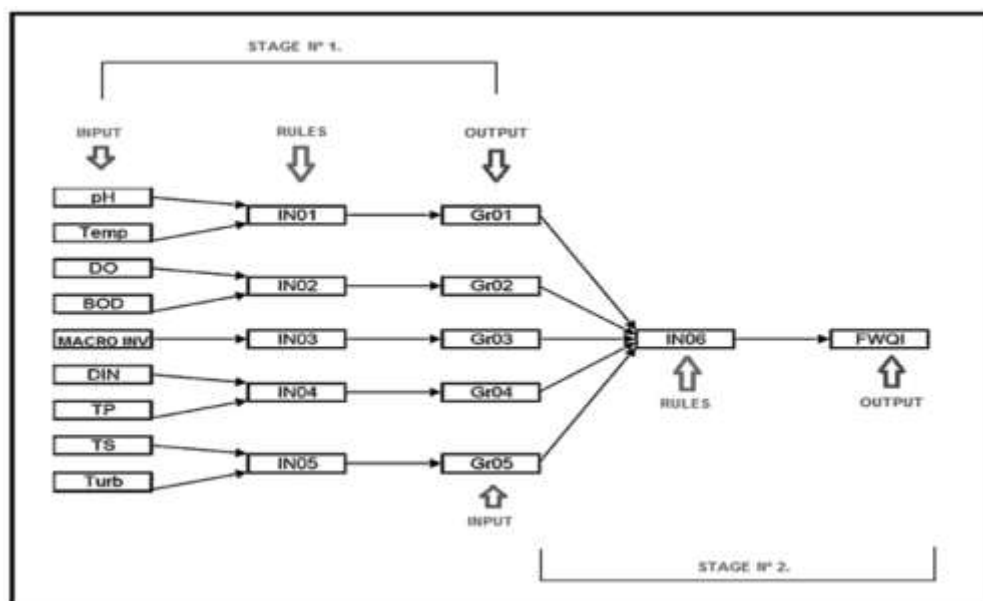 STAGE Nº 1.
INPUT
RULES
OUTPUT
pH
Temp
DO
BOD
MACRO INV
DIN
TP
TS
Turb
IN01
IN02
IN03
IN04
IN05
Gr01
Gr02
Gr03
Gr04
Gr05
INPUT
IN06
RULES
FWQI
OUTPUT
STAGE Nº 2.